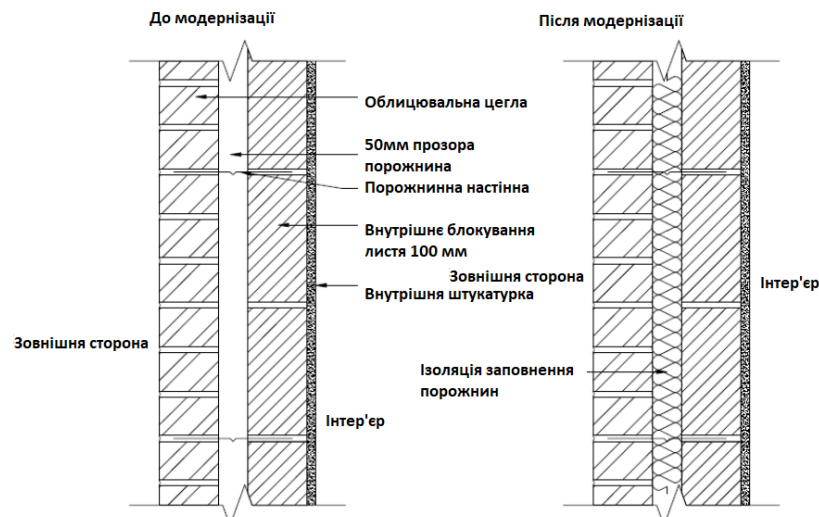 До модернізації
Після модернізації
Облицювальна цегла
50мм прозора
порожнина
Порожнинна настінна
Внутрішнє блокування
листя 100 мм
Зовнішня сторона
Внутрішня штукатурка
Інтер'єр
Зовнішня сторона
Ізоляція заповнення
порожнин
Інтер'єр